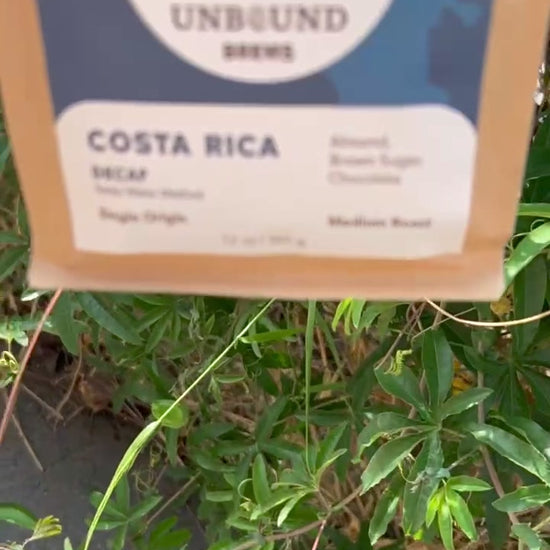 UNBOUND
BREWS
COSTA RICA
DECAF
Single Origin
Almond,
Brown Sugar
Chocolate
Medium Roast